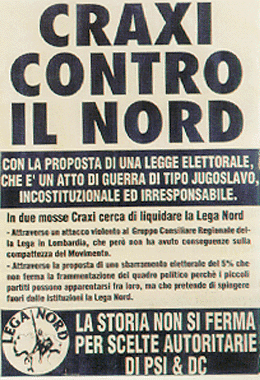 CRAXI
CONTRO
IL NORD
CON LA PROPOSTA DI UNA LEGGE ELETTORALE,
CHE E' UN ATTO DI GUERRA DI TIPO JUGOSLAVO,
INCOSTITUZIONALE ED IRRESPONSABILE.
In due mosse Craxi cerca di liquidare la Lega Nord
- Attraverso un attacco violento al Gruppo Consiliare Regionale del-
la Lega in Lombardia, che però non ha avuto conseguenze sulla
compattezza del Movimento.
- Attraverso la proposta di uno sbarramento elettorale del 5% che
non ferma la frammentazione del quadro politico perchè i piccoli
partiti possono apparentarsi fra loro, ma che pretende di spingere
fuori dalle istituzioni la Lega Nord.
LEGA NORD
LA STORIA NON SI FERMA
PER SCELTE AUTORITARIE
DI PSI & DC